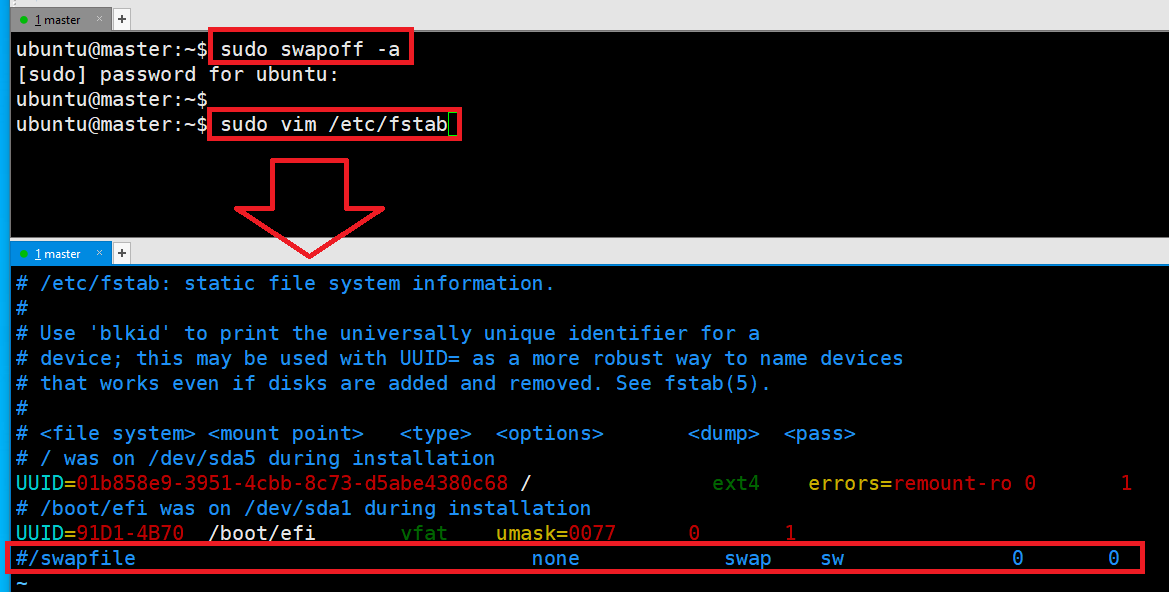 1 master × +
ubuntu@master:~$ sudo swapoff -a
[sudo] password for ubuntu:
ubuntu@master:~$
ubuntu@master:~$ sudo vim /etc/fstab
1 master × +
# /etc/fstab: static file system information.
#
# Use 'blkid' to print the universally unique identifier for a
# device; this may be used with UUID= as a more robust way to name devices
# that works even if disks are added and removed. See fstab(5).
#
# <file system> <mount point>   <type>  <options>       <dump>  <pass>
# / was on /dev/sda5 during installation
UUID=01b858e9-3951-4cbb-8c73-d5abe4380c68 /               ext4    errors=remount-ro 0       1
# /boot/efi was on /dev/sda1 during installation
UUID=91D1-4B70  /boot/efi       vfat    umask=0077      0       1
#/swapfile                                 none            swap    sw              0       0
~